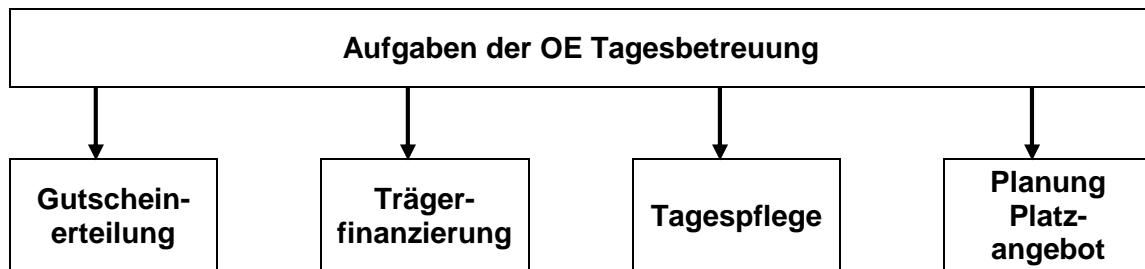 Aufgaben der OE Tagesbetreuung
Gutschein-
erteilung
Träger-
finanzierung
Tagespflege
Planung
Platz-
angebot